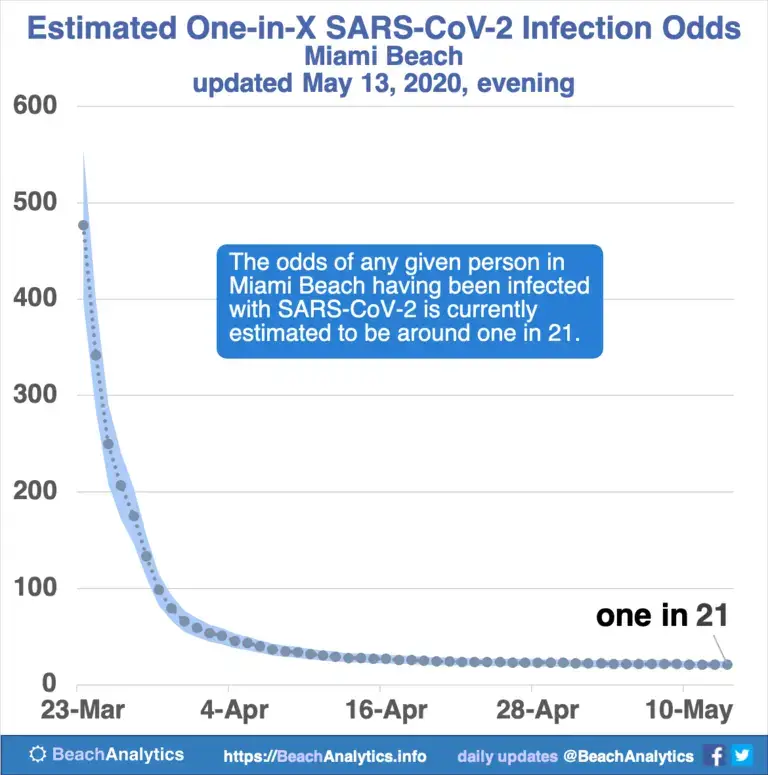 Estimated One-in-X SARS-CoV-2 Infection Odds
Miami Beach
updated May 13, 2020, evening
600
500
The odds of any given person in
Miami Beach having been infected
with SARS-CoV-2 is currently
estimated to be around one in 21.
400
300
200
100
one in 21
0
23-Mar 4-Apr 16-Apr 28-Apr 10-May
BeachAnalytics https://BeachAnalytics.info daily updates @BeachAnalytics